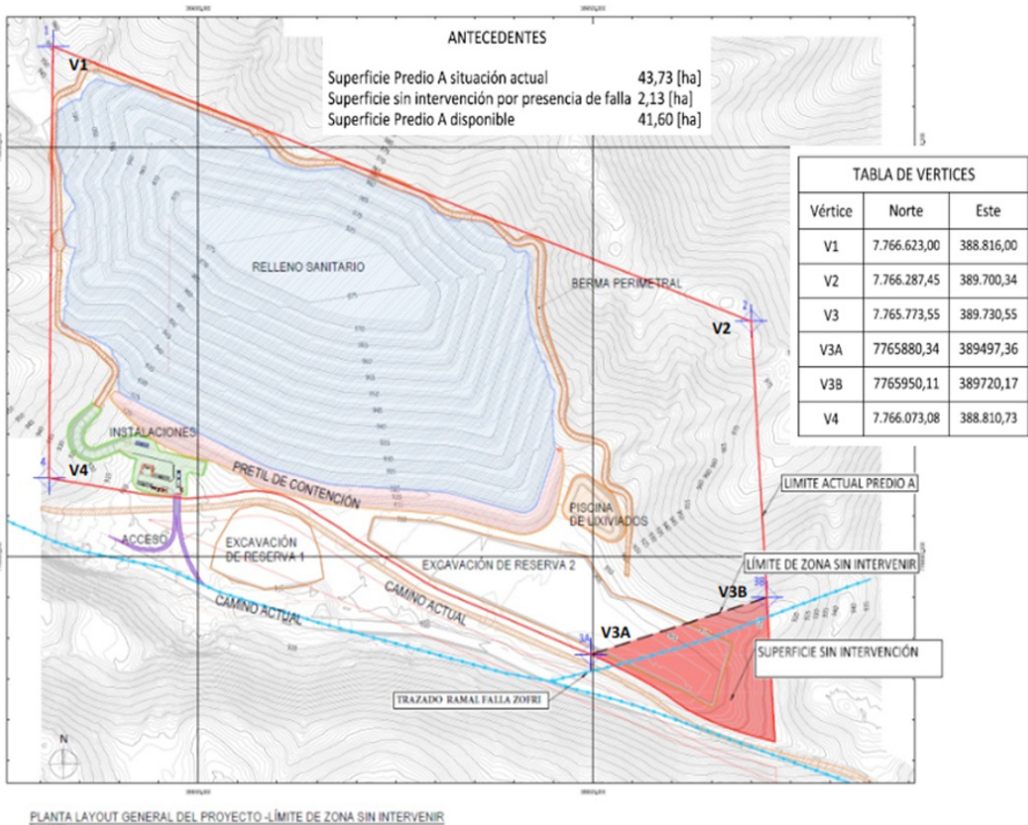 ANTECEDENTES
Superficie Predio A situación actual 43,73 [ha]
Superficie sin intervención por presencia de falla 2,13 [ha]
Superficie Predio A disponible 41,60 [ha]
1
V1
TABLA DE VERTICES
Vértice Norte Este
V1 7.766.623,00 388.816,00
V2 7.766.287,45 389.700,34
V3 7.765.773,55 389.730,55
V3A 7765880,34 389497,36
V3B 7765950,11 389720,17
V4 7.766.073,08 388.810,73
RELLENO SANITARIO
BERMA PERIMETRAL
2
V2
INSTALACIONES
4
V4
PRETIL DE CONTENCIÓN
PISCINA
DE LIXIVIADOS
LIMITE ACTUAL PREDIO A
ACCESO
EXCAVACIÓN
DE RESERVA 1
EXCAVACIÓN DE RESERVA 2
LÍMITE DE ZONA SIN INTERVENIR
3B
V3B
CAMINO ACTUAL
CAMINO ACTUAL
3A
V3A
SUPERFICIE SIN INTERVENCIÓN
TRAZADO RAMAL FALLA ZOFRI
N
PLANTA LAYOUT GENERAL DEL PROYECTO -LÍMITE DE ZONA SIN INTERVENIR